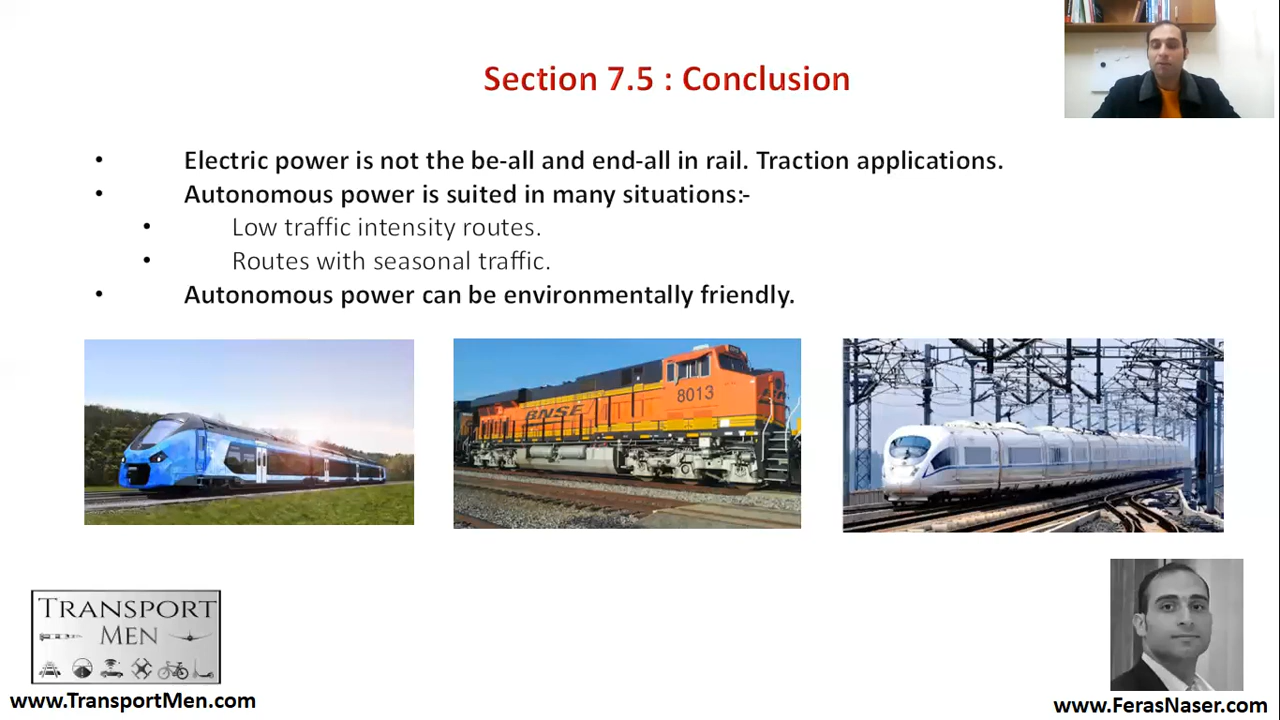 Section 7.5 : Conclusion
• Electric power is not the be-all and end-all in rail. Traction applications.
• Autonomous power is suited in many situations:-
• Low traffic intensity routes.
• Routes with seasonal traffic.
• Autonomous power can be environmentally friendly.
BNSF
8013
TRANSPORT
MEN
www.TransportMen.com
www.FerasNaser.com